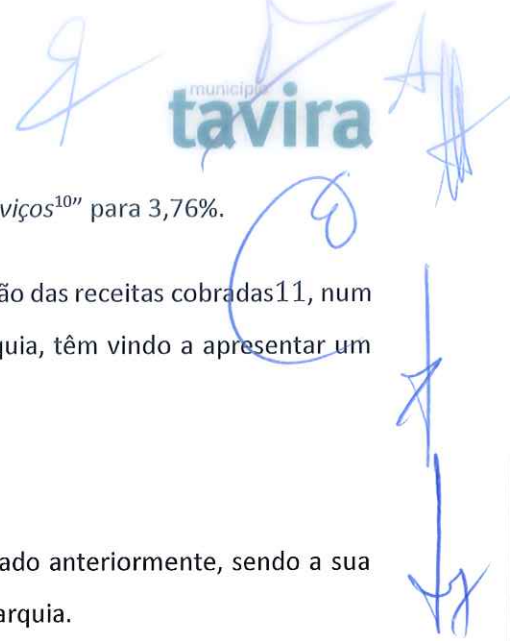 município
tavira
viços10” para 3,76%.
ão das receitas cobradas11, num
quia, têm vindo a apresentar um
ado anteriormente, sendo a sua
arquia.